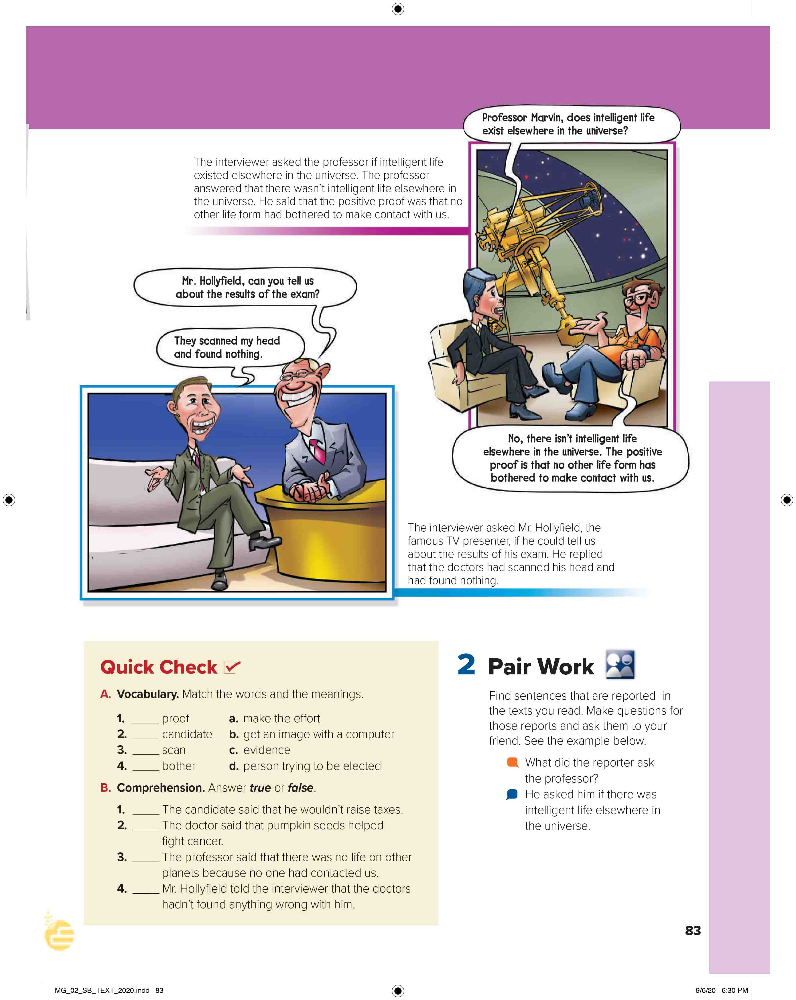 Professor Marvin, does intelligent life
exist elsewhere in the universe?
The interviewer asked the professor if intelligent life
existed elsewhere in the universe. The professor
answered that there wasn’t intelligent life elsewhere in
the universe. He said that the positive proof was that no
other life form had bothered to make contact with us.
Mr. Hollyfield, can you tell us
about the results of the exam?
They scanned my head
and found nothing.
No, there isn’t intelligent life
elsewhere in the universe. The positive
proof is that no other life form has
bothered to make contact with us.
The interviewer asked Mr. Hollyfield, the
famous TV presenter, if he could tell us
about the results of his exam. He replied
that the doctors had scanned his head and
had found nothing.
Quick Check
A. Vocabulary. Match the words and the meanings.
1. _____ proof a. make the effort
2. _____ candidate b. get an image with a computer
3. _____ scan c. evidence
4. _____ bother d. person trying to be elected
B. Comprehension. Answer true or false.
1. _____ The candidate said that he wouldn’t raise taxes.
2. _____ The doctor said that pumpkin seeds helped
fight cancer.
3. _____ The professor said that there was no life on other
planets because no one had contacted us.
4. _____ Mr. Hollyfield told the interviewer that the doctors
hadn’t found anything wrong with him.
2 Pair Work
Find sentences that are reported in
the texts you read. Make questions for
those reports and ask them to your
friend. See the example below.
What did the reporter ask
the professor?
He asked him if there was
intelligent life elsewhere in
the universe.
83
MG_02_SB_TEXT_2020.indd 83
9/6/20 6:30 PM